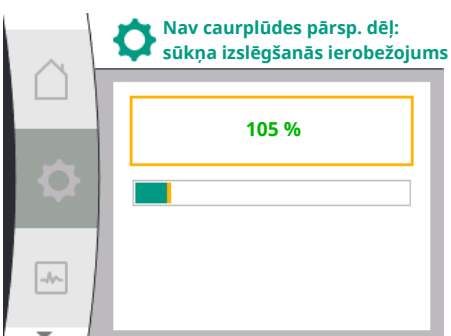 Nav caurplūdes pārsp. dēļ:
sūkņa izslēgšanās ierobežojums
105 %